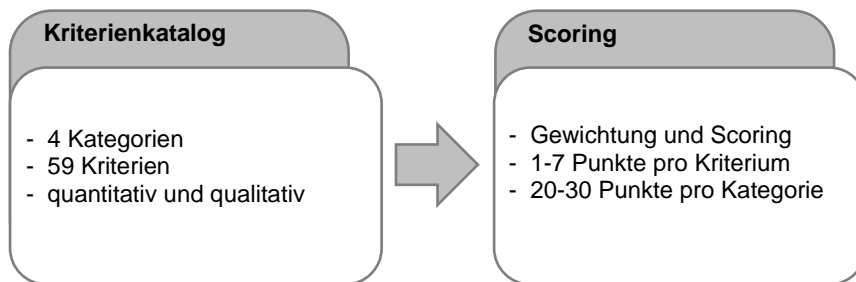 Kriterienkatalog
- 4 Kategorien
- 59 Kriterien
- quantitativ und qualitativ
Scoring
- Gewichtung und Scoring
- 1-7 Punkte pro Kriterium
- 20-30 Punkte pro Kategorie